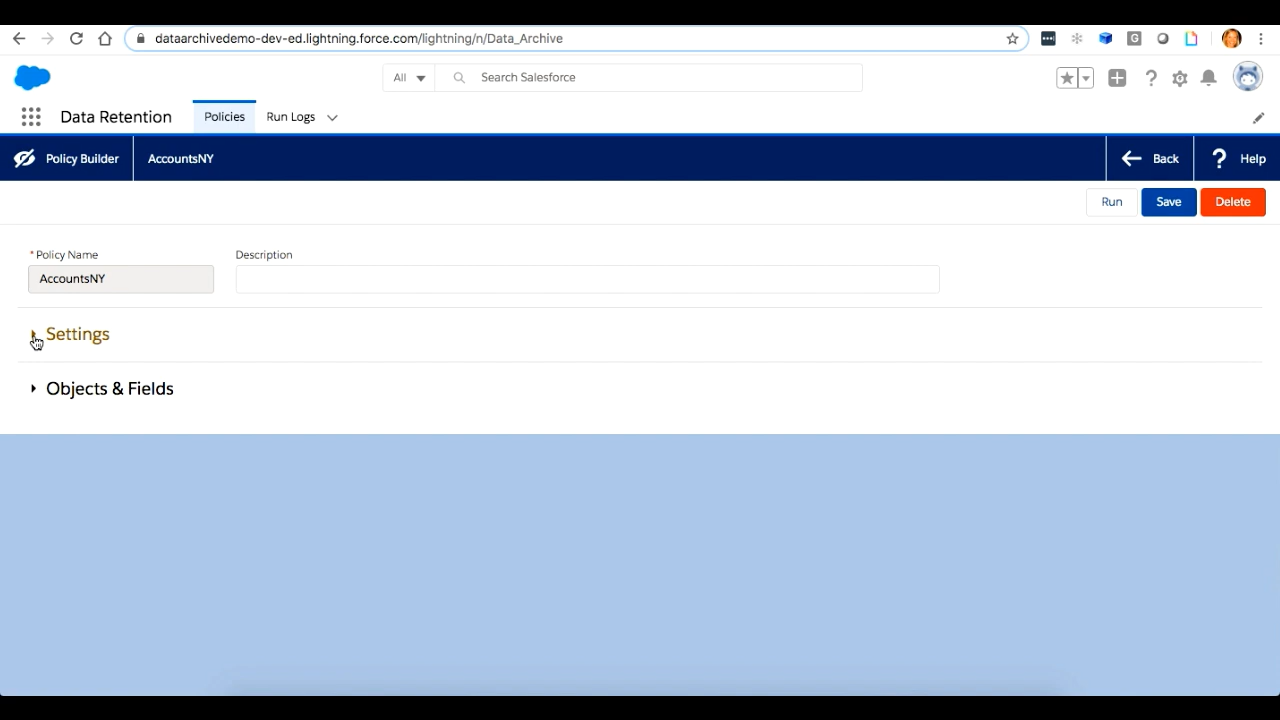 dataarchivedemo-dev-ed.lightning.force.com/lightning/n/Data_Archive
G
All Search Salesforce
Data Retention Policies Run Logs
Policy Builder AccountsNY Back ? Help
Run Save Delete
* Policy Name Description
AccountsNY
Settings
Objects & Fields